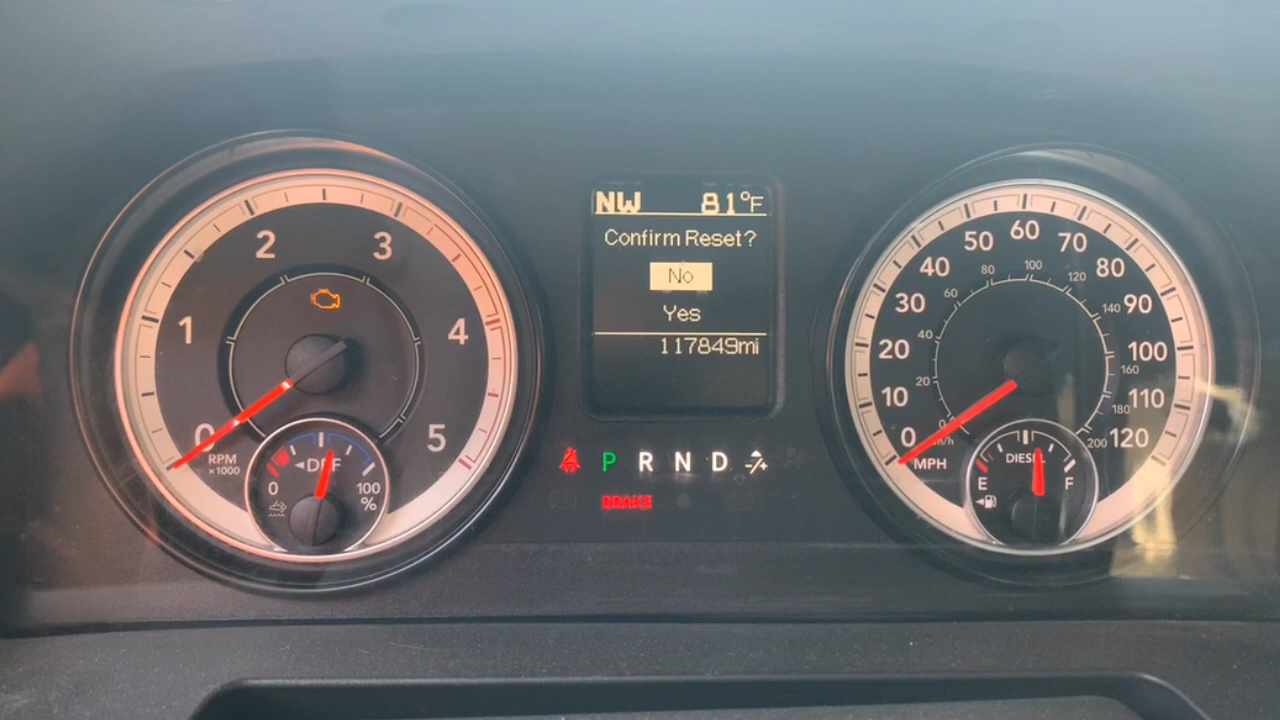 NW 81°F
Confirm Reset?
No
Yes
117849mi
0 1 2 3 4 5
RPM
×1000
DEF
0 100
%
P R N D
BRAKE
0 10 20 30 40 50 60 70 80 90 100 110 120
MPH
0 20 40 60 80 100 120 140 160 180 200
km/h
DIESEL
E F